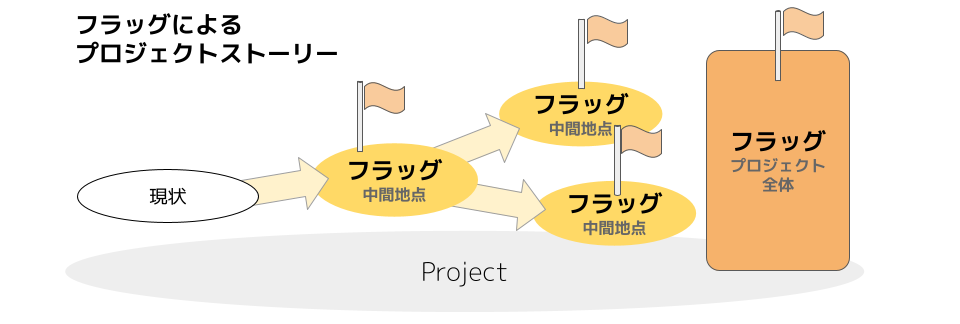 フラッグによる
プロジェクトストーリー
現状
フラッグ
中間地点
フラッグ
中間地点
フラッグ
中間地点
フラッグ
プロジェクト
全体
Project